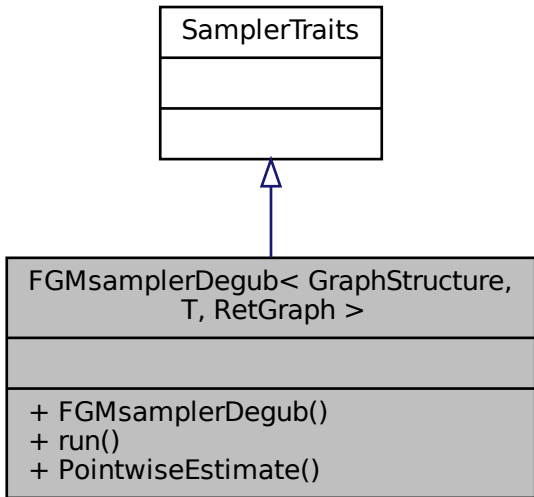 SamplerTraits
FGMsamplerDegub< GraphStructure,
T, RetGraph >
+ FGMsamplerDegub()
+ run()
+ PointwiseEstimate()